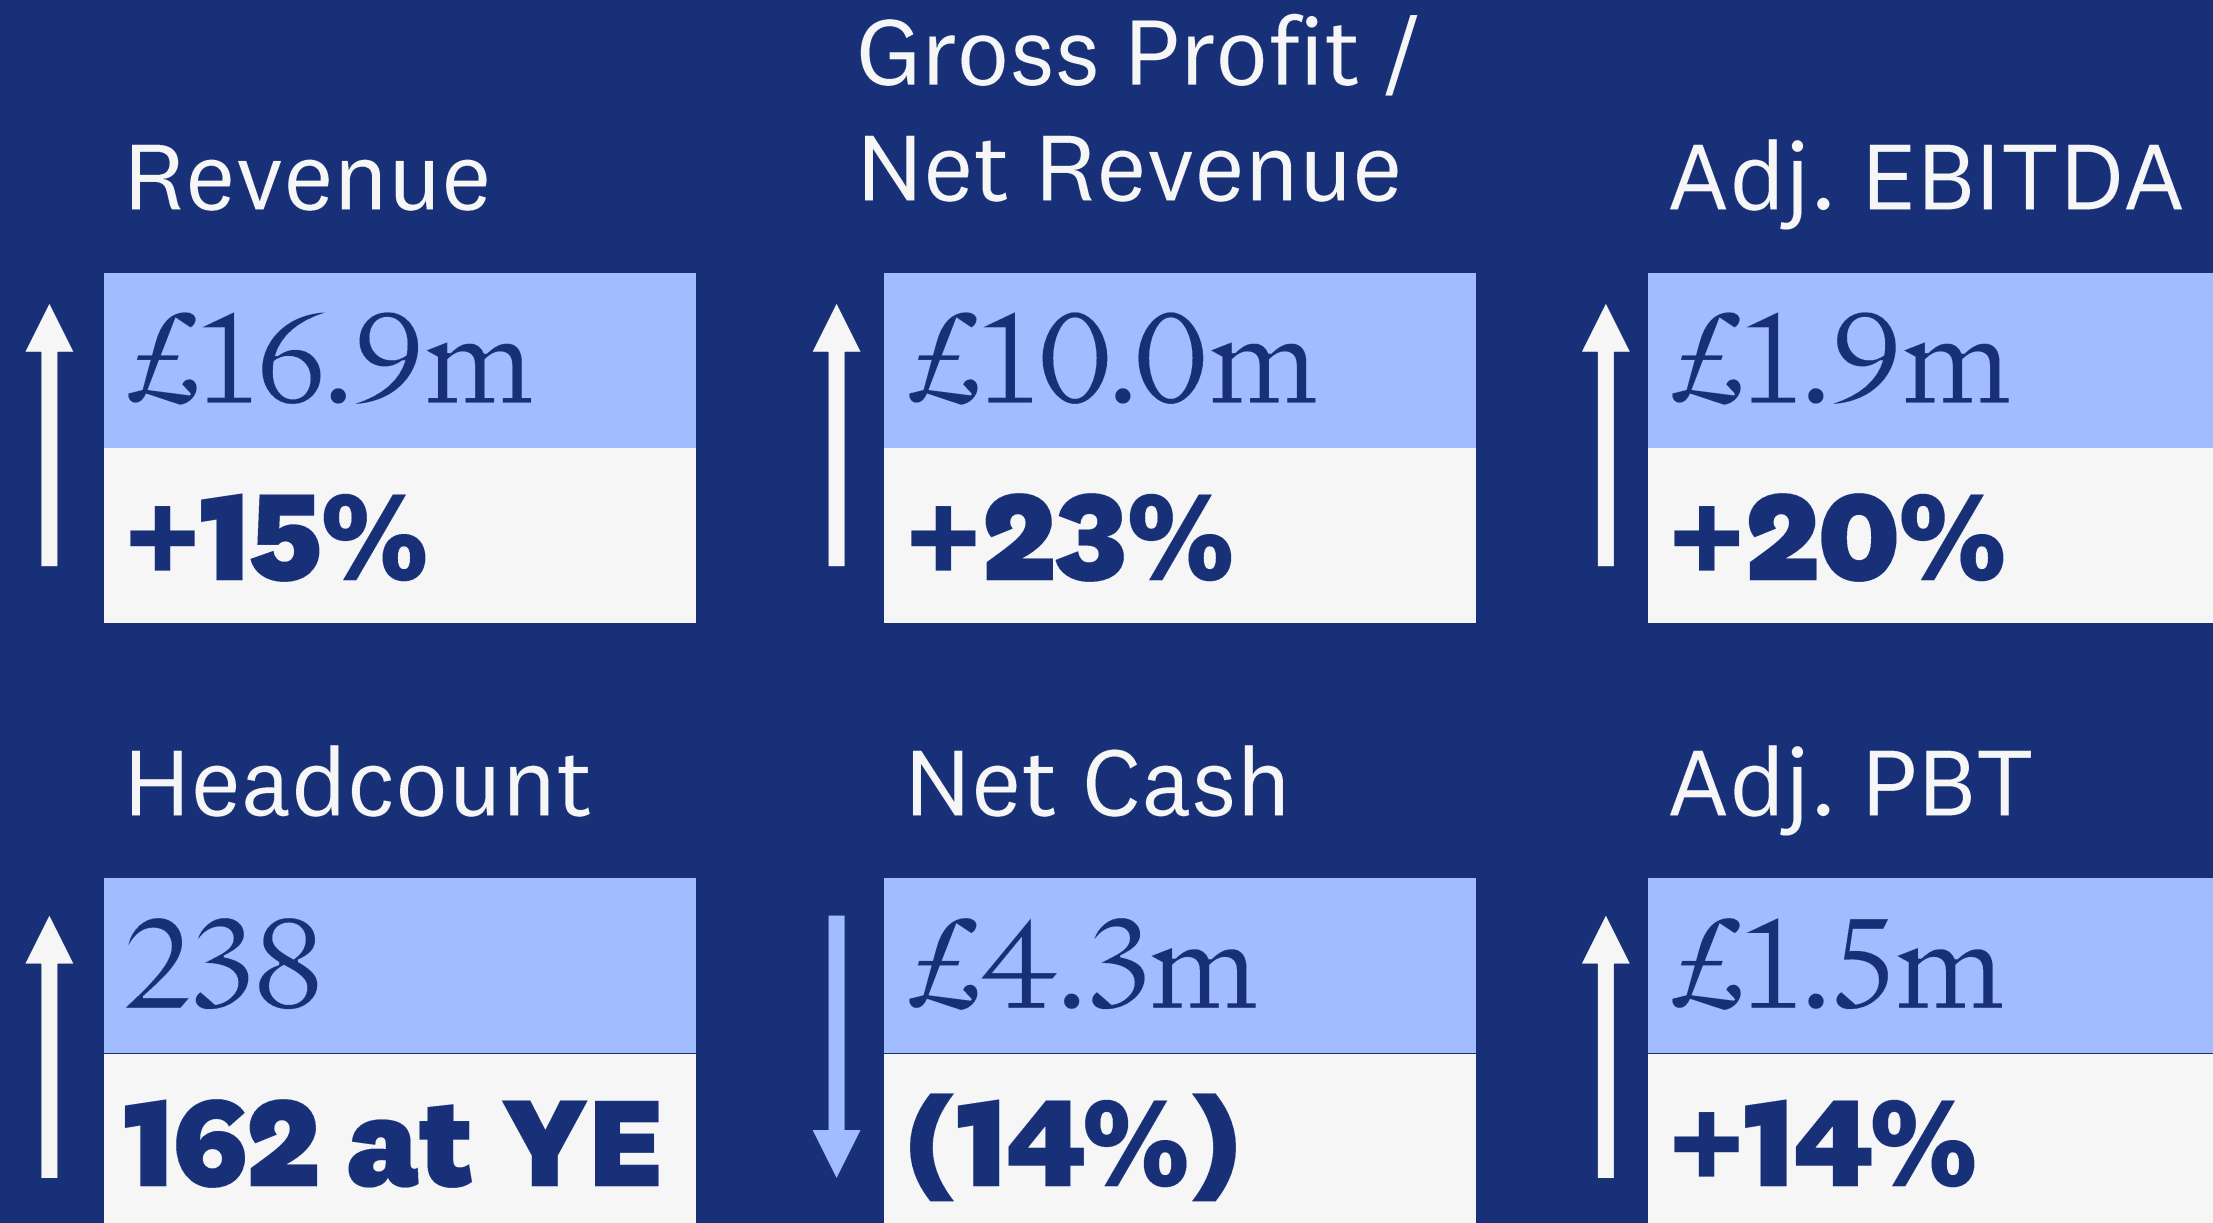 Revenue
£16.9m
+15%
Gross Profit /
Net Revenue
£10.0m
+23%
Adj. EBITDA
£1.9m
+20%
Headcount
238
162 at YE
Net Cash
£4.3m
(14%)
Adj. PBT
£1.5m
+14%